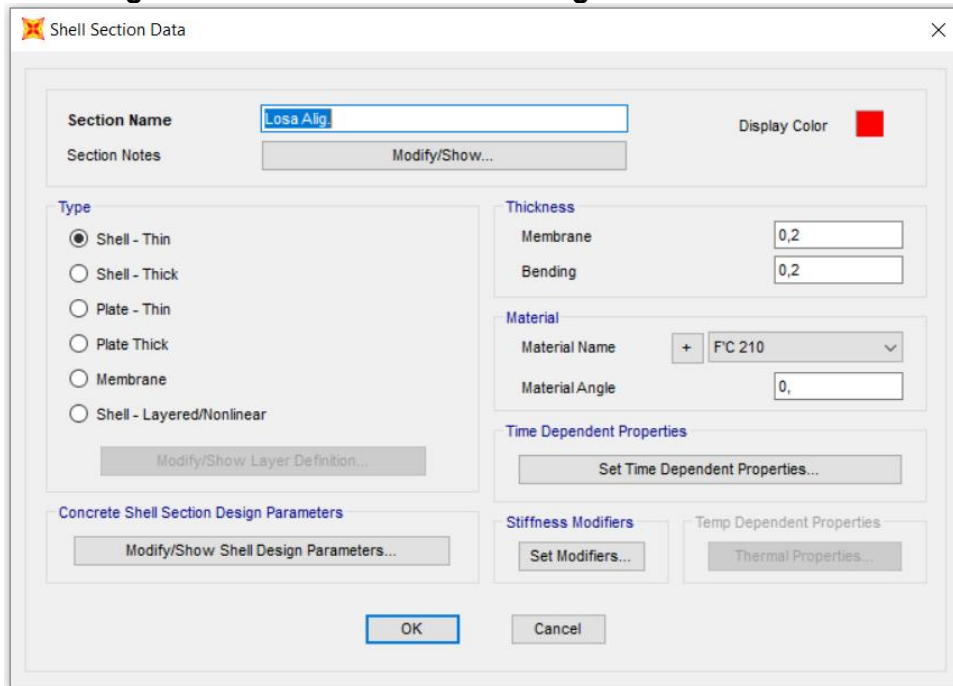 Shell Section Data
Section Name
Losa Alig.
Display Color
Section Notes
Modify/Show...
Type
Shell - Thin
Shell - Thick
Plate - Thin
Plate Thick
Membrane
Shell - Layered/Nonlinear
Modify/Show Layer Definition...
Thickness
Membrane
0,2
Bending
0,2
Material
Material Name
+
F'C 210
Material Angle
0,
Time Dependent Properties
Set Time Dependent Properties...
Concrete Shell Section Design Parameters
Modify/Show Shell Design Parameters...
Stiffness Modifiers
Set Modifiers...
Temp Dependent Properties
Thermal Properties...
OK
Cancel